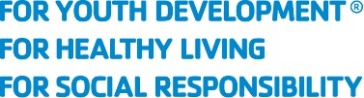 FOR YOUTH DEVELOPMENT®
FOR HEALTHY LIVING
FOR SOCIAL RESPONSIBILITY